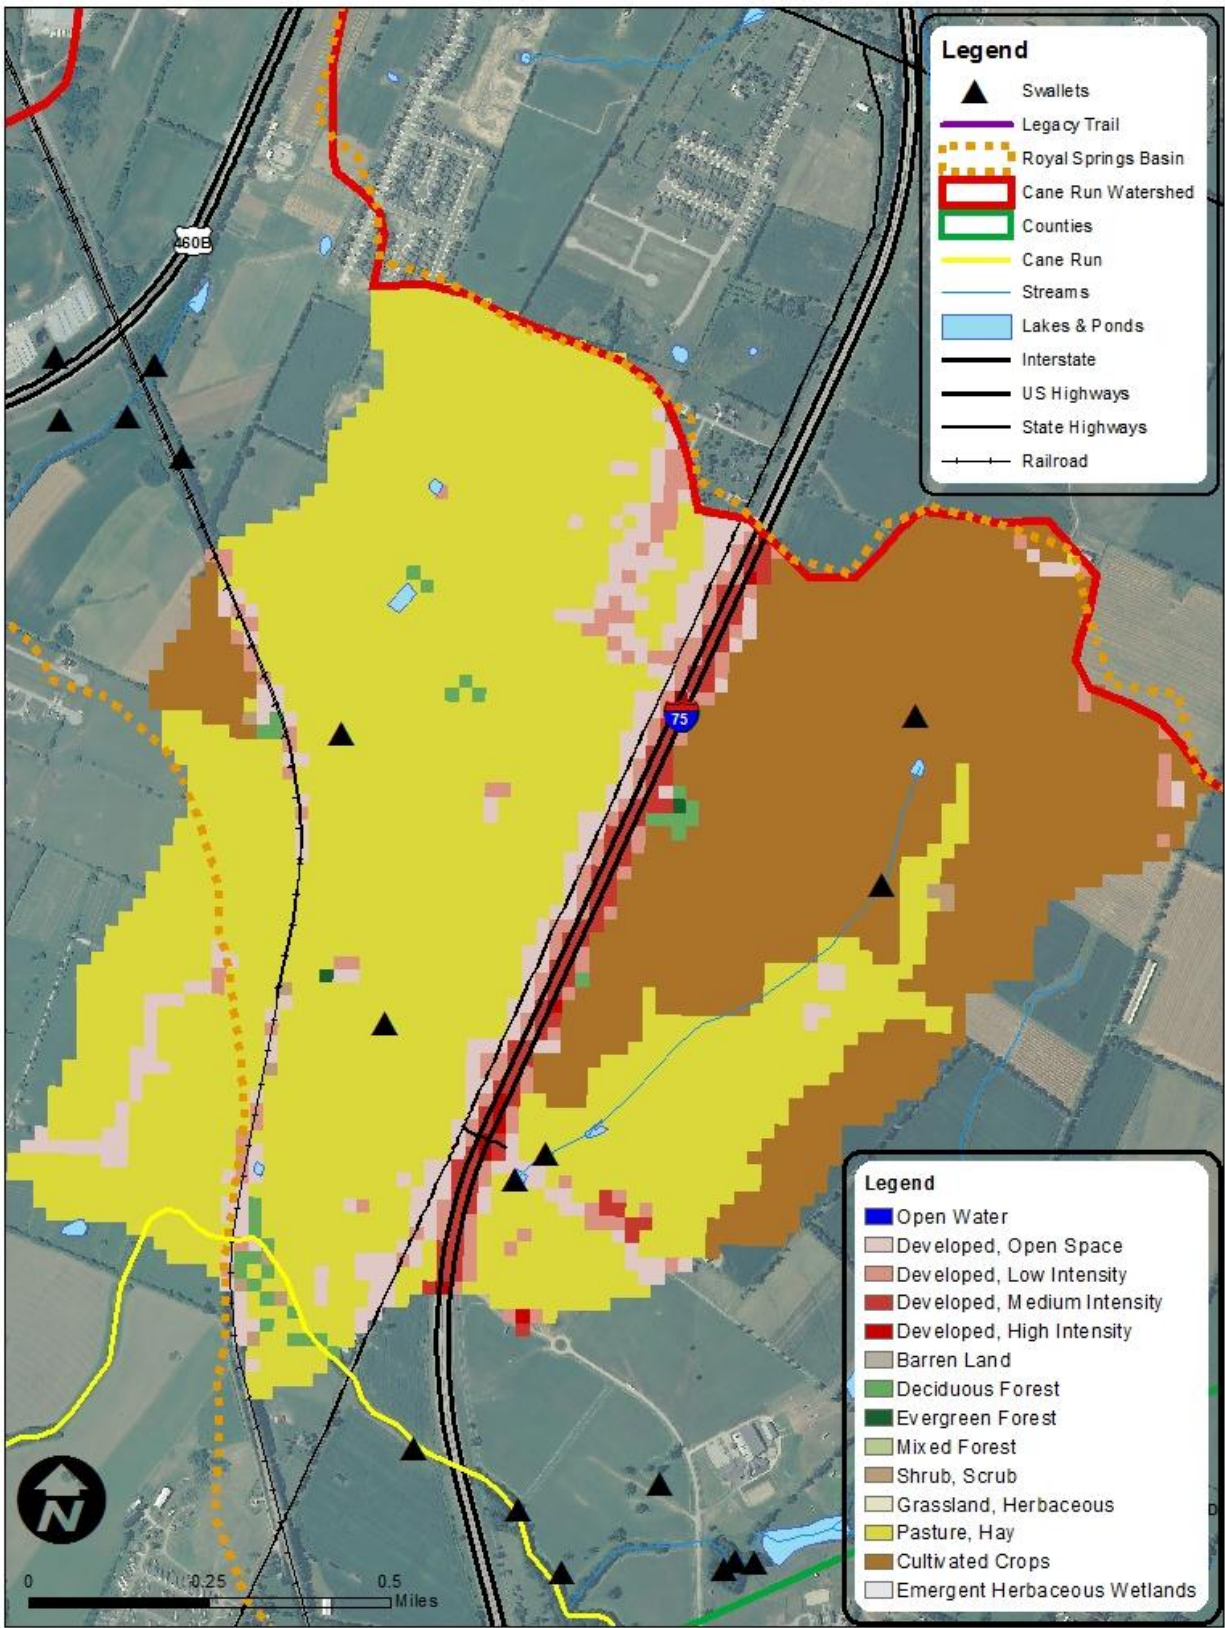 Legend
Swallets
Legacy Trail
Royal Springs Basin
Cane Run Watershed
Counties
Cane Run
Streams
Lakes & Ponds
Interstate
US Highways
State Highways
Railroad
460B
75
Legend
Open Water
Developed, Open Space
Developed, Low Intensity
Developed, Medium Intensity
Developed, High Intensity
Barren Land
Deciduous Forest
Evergreen Forest
Mixed Forest
Shrub, Scrub
Grassland, Herbaceous
Pasture, Hay
Cultivated Crops
Emergent Herbaceous Wetlands
N
0 0.25 0.5
Miles